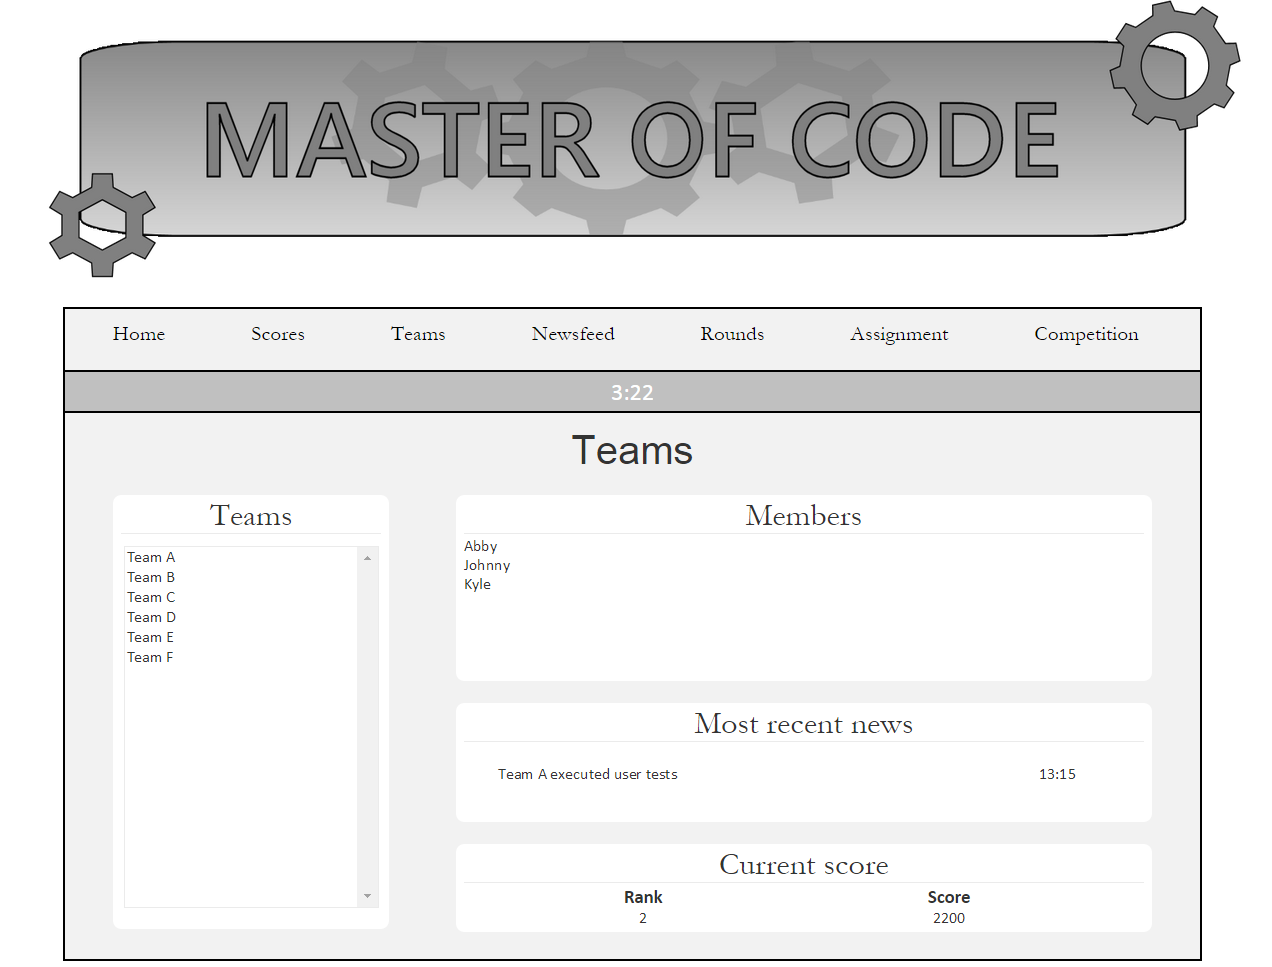 MASTER OF CODE
Home Scores Teams Newsfeed Rounds Assignment Competition
3:22
Teams
Teams
Team A
Team B
Team C
Team D
Team E
Team F
Members
Abby
Johnny
Kyle
Most recent news
Team A executed user tests 13:15
Current score
Rank Score
2 2200